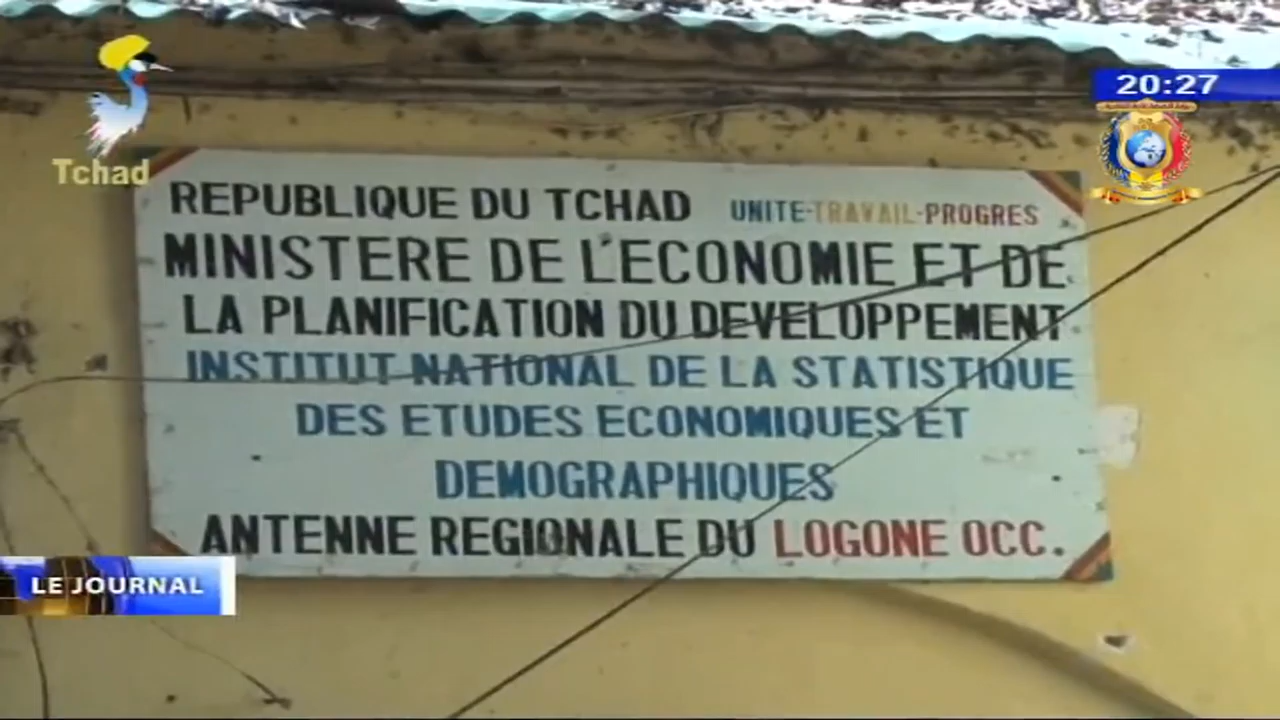 20:27
Tchad
REPUBLIQUE DU TCHAD UNITE-TRAVAIL-PROGRES
MINISTERE DE L'ECONOMIE ET DE
LA PLANIFICATION DU DEVELOPPEMENT
INSTITUT NATIONAL DE LA STATISTIQUE
DES ETUDES ECONOMIQUES ET
DEMOGRAPHIQUES
ANTENNE REGIONALE DU LOGONE OCC.
LE JOURNAL